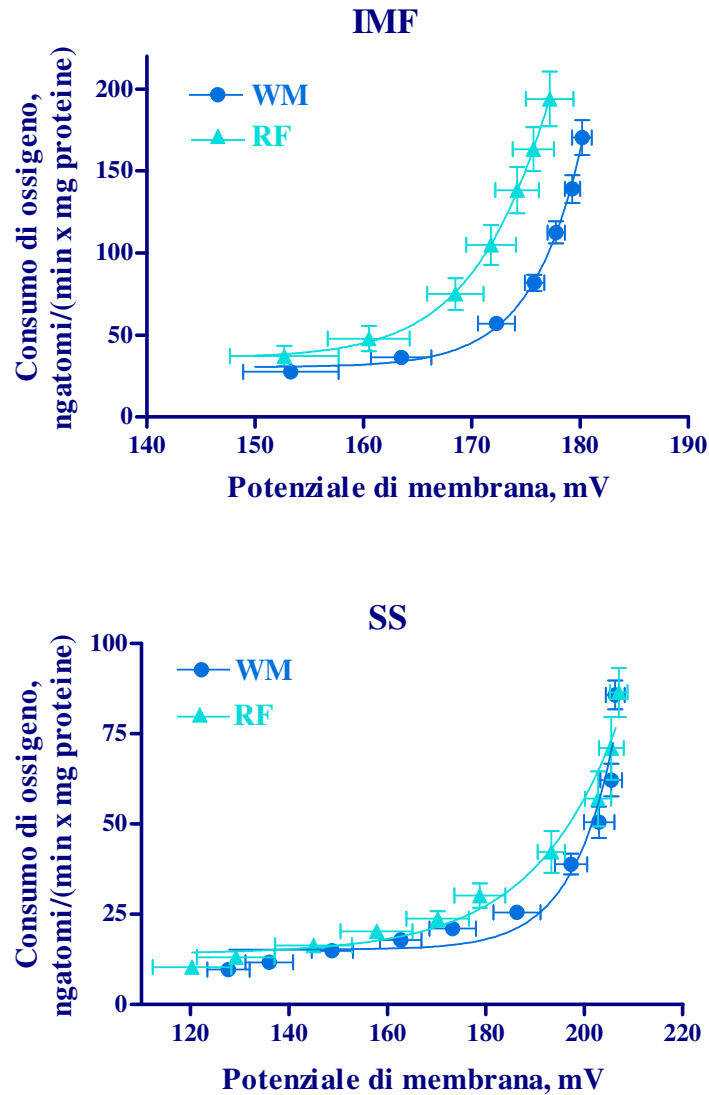 IMF
Consumo di ossigeno,
ngatomi/(min x mg proteine)
200
150
100
50
0
WM
RF
140 150 160 170 180 190
Potenziale di membrana, mV
SS
Consumo di ossigeno,
ngatomi/(min x mg proteine)
100
75
50
25
0
WM
RF
120 140 160 180 200 220
Potenziale di membrana, mV